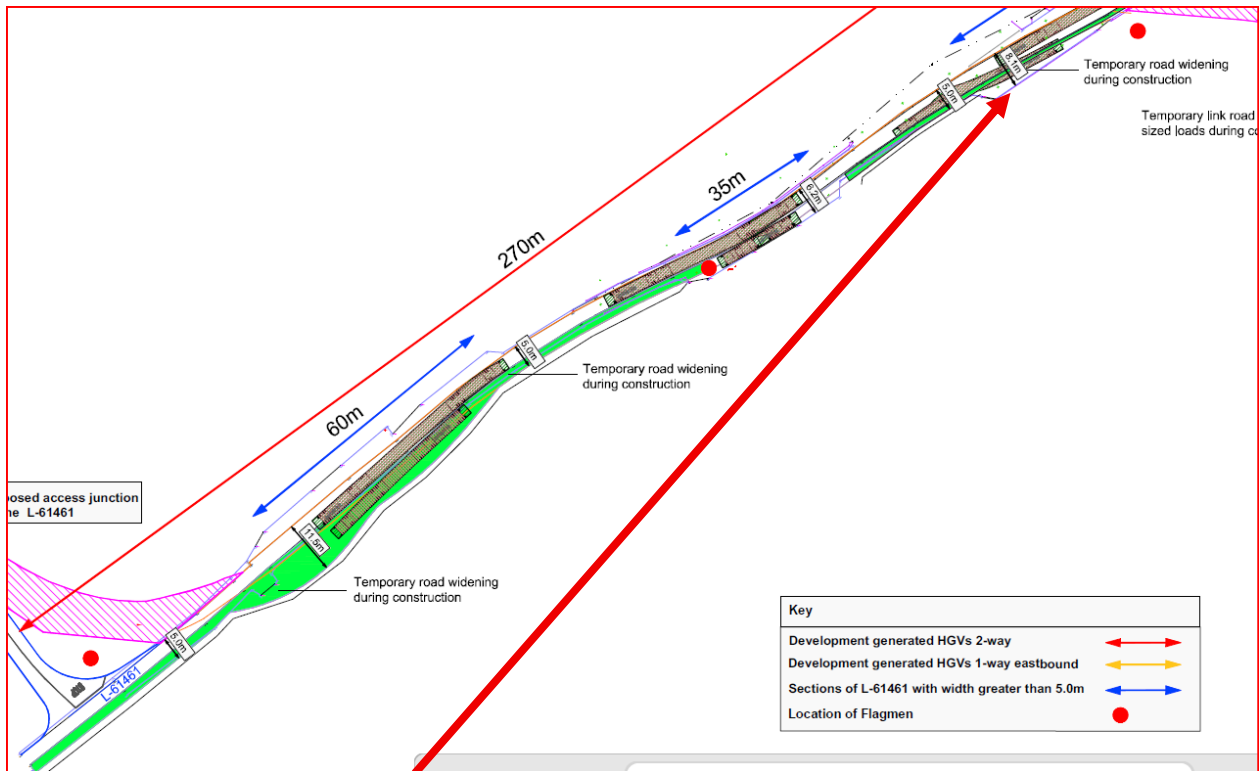 8.1m
Temporary road widening
during construction
5.0m
Temporary link road
sized loads during co
35m
6.2m
270m
5.0m
Temporary road widening
during construction
60m
posed access junction
ne L-61461
11.5m
Temporary road widening
during construction
5.0m
L-61461
Key
Development generated HGVs 2-way
Development generated HGVs 1-way eastbound
Sections of L-61461 with width greater than 5.0m
Location of Flagmen